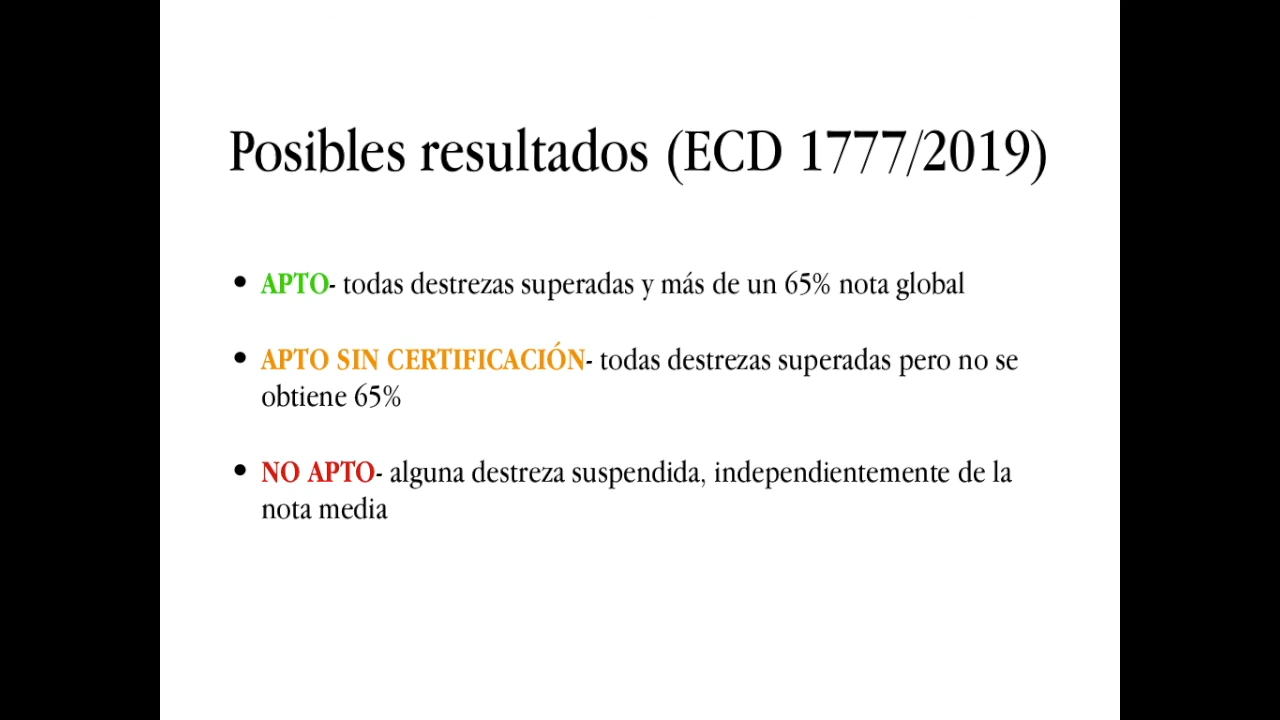 Posibles resultados (ECD 1777/2019)
• APTO- todas destrezas superadas y más de un 65% nota global
• APTO SIN CERTIFICACIÓN- todas destrezas superadas pero no se
obtiene 65%
• NO APTO- alguna destreza suspendida, independientemente de la
nota media